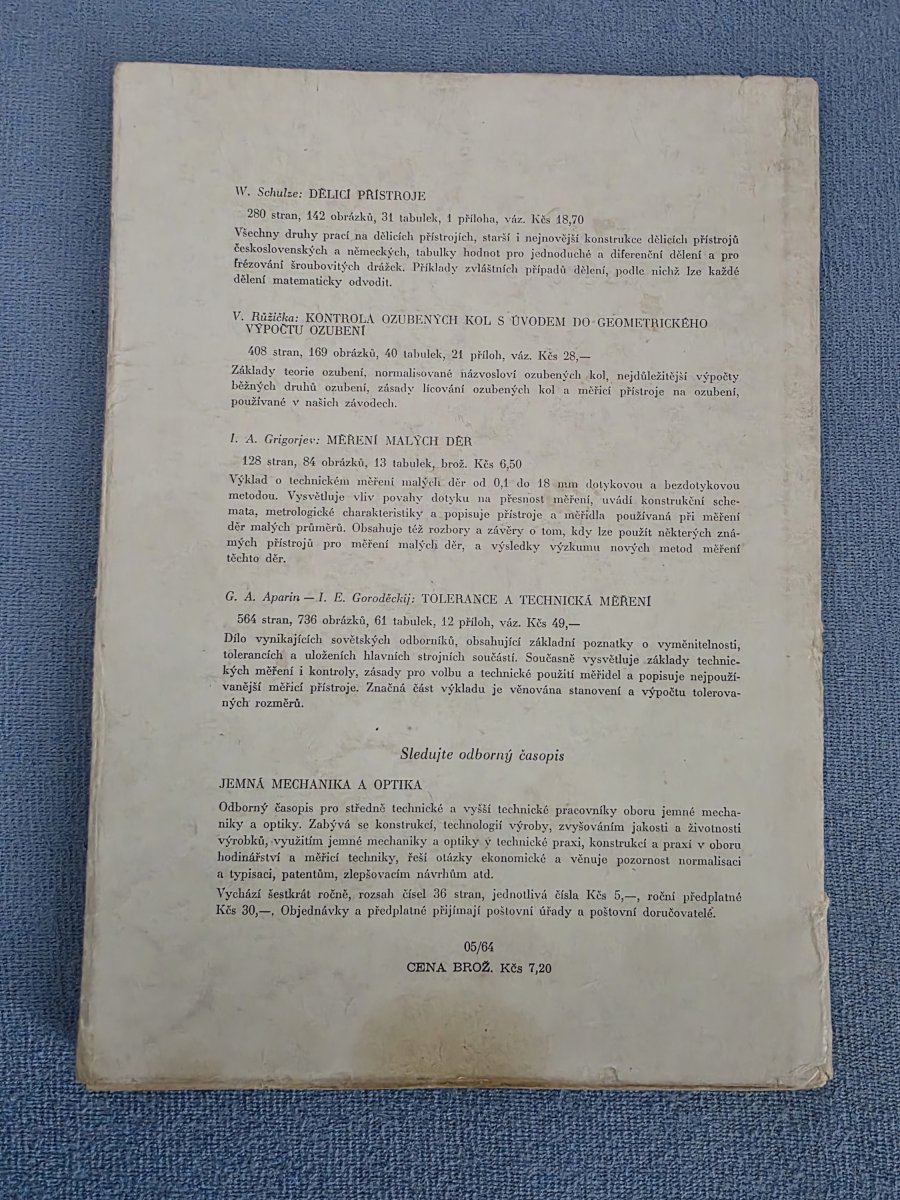 W. Schulze: DĚLICÍ PŘÍSTROJE
280 stran, 142 obrázků, 31 tabulek, 1 příloha, váz. Kčs 18,70
Všechny druhy prací na dělicích přístrojích, starší i nejnovější konstrukce dělicích přístrojů
československých a německých, tabulky hodnot pro jednoduché a diferenční dělení a pro
frézování šroubovitých drážek. Příklady zvláštních případů dělení, podle nichž lze každé
dělení matematicky odvodit.
V. Růžička: KONTROLA OZUBENÝCH KOL S ÚVODEM DO GEOMETRICKÉHO
VÝPOČTU OZUBENÍ
408 stran, 169 obrázků, 40 tabulek, 21 příloh, váz. Kčs 28,—
Základy teorie ozubení, normalisované názvosloví ozubených kol, nejdůležitější výpočty
běžných druhů ozubení, zásady lícování ozubených kol a měřicí přístroje na ozubení,
používané v našich závodech.
I. A. Grigorjev: MĚŘENÍ MALÝCH DĚR
128 stran, 84 obrázků, 13 tabulek, brož. Kčs 6,50
Výklad o technickém měření malých děr od 0,1 do 18 mm dotykovou a bezdotykovou
metodou. Vysvětluje vliv povahy dotyku na přesnost měření, uvádí konstrukční sche-
mata, metrologické charakteristiky a popisuje přístroje a měřidla používaná při měření
děr malých průměrů. Obsahuje též rozbory a závěry o tom, kdy lze použít některých zná-
mých přístrojů pro měření malých děr, a výsledky výzkumu nových metod měření
těchto děr.
G. A. Aparin — I. E. Goroděckij: TOLERANCE A TECHNICKÁ MĚŘENÍ
564 stran, 736 obrázků, 61 tabulek, 12 příloh, váz. Kčs 49,—
Dílo vynikajících sovětských odborníků, obsahující základní poznatky o vyměnitelnosti,
tolerancích a uloženích hlavních strojních součástí. Současně vysvětluje základy technic-
kých měření i kontroly, zásady pro volbu a technické použití měřidel a popisuje nejpouží-
vanější měřicí přístroje. Značná část výkladu je věnována stanovení a výpočtu tolerova-
ných rozměrů.
Sledujte odborný časopis
JEMNÁ MECHANIKA A OPTIKA
Odborný časopis pro středně technické a vyšší technické pracovníky oboru jemné mecha-
niky a optiky. Zabývá se konstrukcí, technologií výroby, zvyšováním jakosti a životnosti
výrobků, využitím jemné mechaniky a optiky v technické praxi, konstrukcí a praxí v oboru
hodinářství a měřicí techniky, řeší otázky ekonomické a věnuje pozornost normalisaci
a typisaci, patentům, zlepšovacím návrhům atd.
Vychází šestkrát ročně, rozsah čísel 36 stran, jednotlivá čísla Kčs 5,—, roční předplatné
Kčs 30,—. Objednávky a předplatné přijímají poštovní úřady a poštovní doručovatelé.
05/64
CENA BROŽ. Kčs 7,20